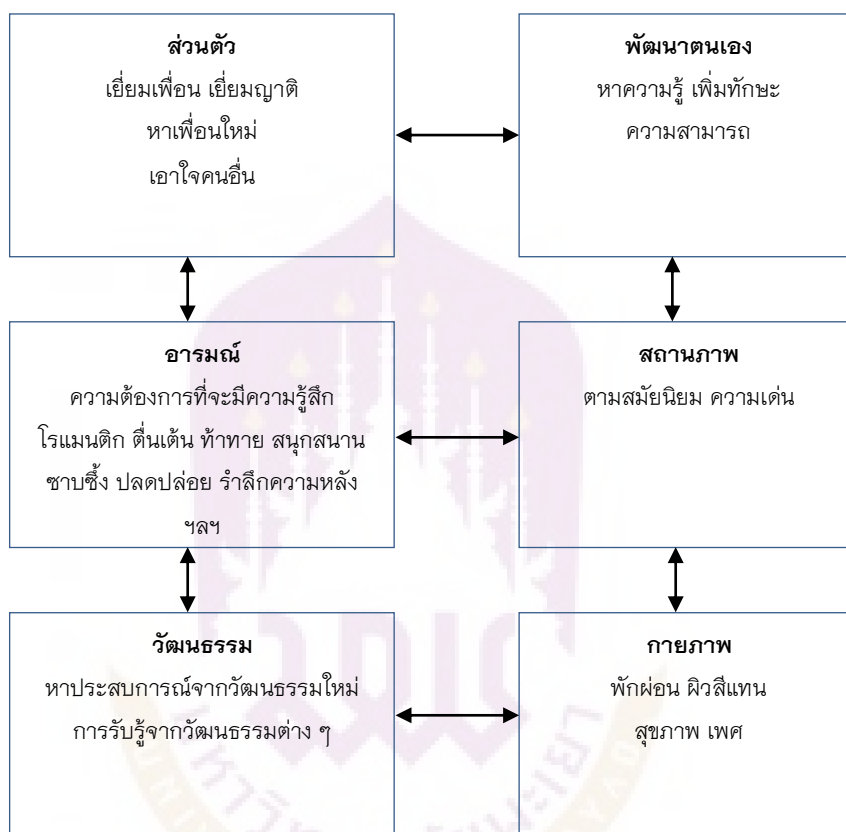 ส่วนตัว
เยี่ยมเพื่อน เยี่ยมญาติ
หาเพื่อนใหม่
เอาใจคนอื่น
พัฒนาตนเอง
หาความรู้ เพิ่มทักษะ
ความสามารถ
อารมณ์
ความต้องการที่จะมีความรู้สึก
โรแมนติก ตื่นเต้น ท้าทาย สนุกสนาน
ซาบซึ้ง ปลดปล่อย รำลึกความหลัง
ฯลฯ
สถานภาพ
ตามสมัยนิยม ความเด่น
วัฒนธรรม
หาประสบการณ์จากวัฒนธรรมใหม่
การรับรู้จากวัฒนธรรมต่าง ๆ
กายภาพ
พักผ่อน ผิวสีแทน
สุขภาพ เพศ